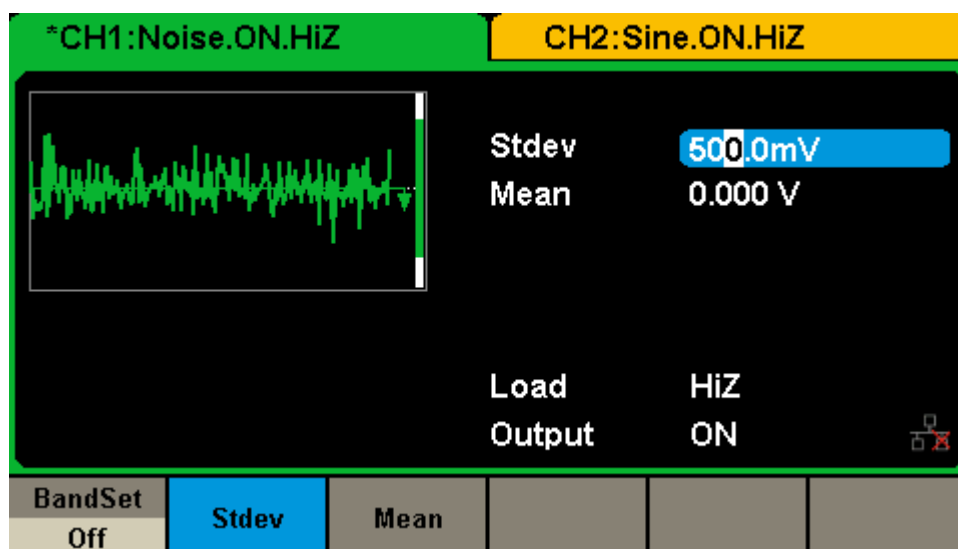 *CH1:Noise.ON.HiZ CH2:Sine.ON.HiZ
Stdev 500.0mV
Mean 0.000 V
Load HiZ
Output ON
BandSet Stdev Mean
Off